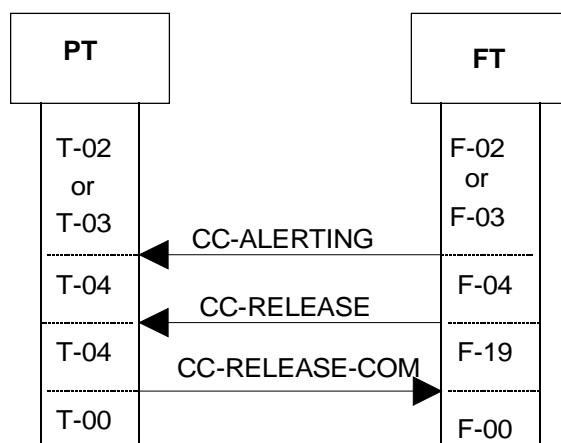 PT FT
T-02 F-02
or or
T-03 F-03
CC-ALERTING
T-04 F-04
CC-RELEASE
T-04 F-19
CC-RELEASE-COM
T-00 F-00